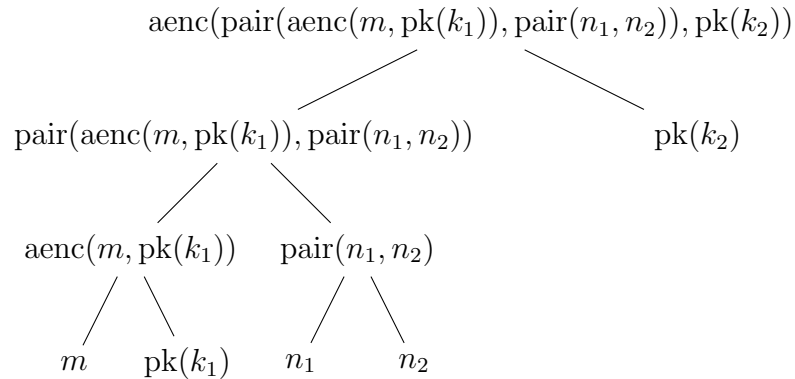 aenc(pair(aenc(m, pk(k₁)), pair(n₁, n₂)), pk(k₂))
pair(aenc(m, pk(k₁)), pair(n₁, n₂)) pk(k₂)
aenc(m, pk(k₁)) pair(n₁, n₂)
m pk(k₁) n₁ n₂